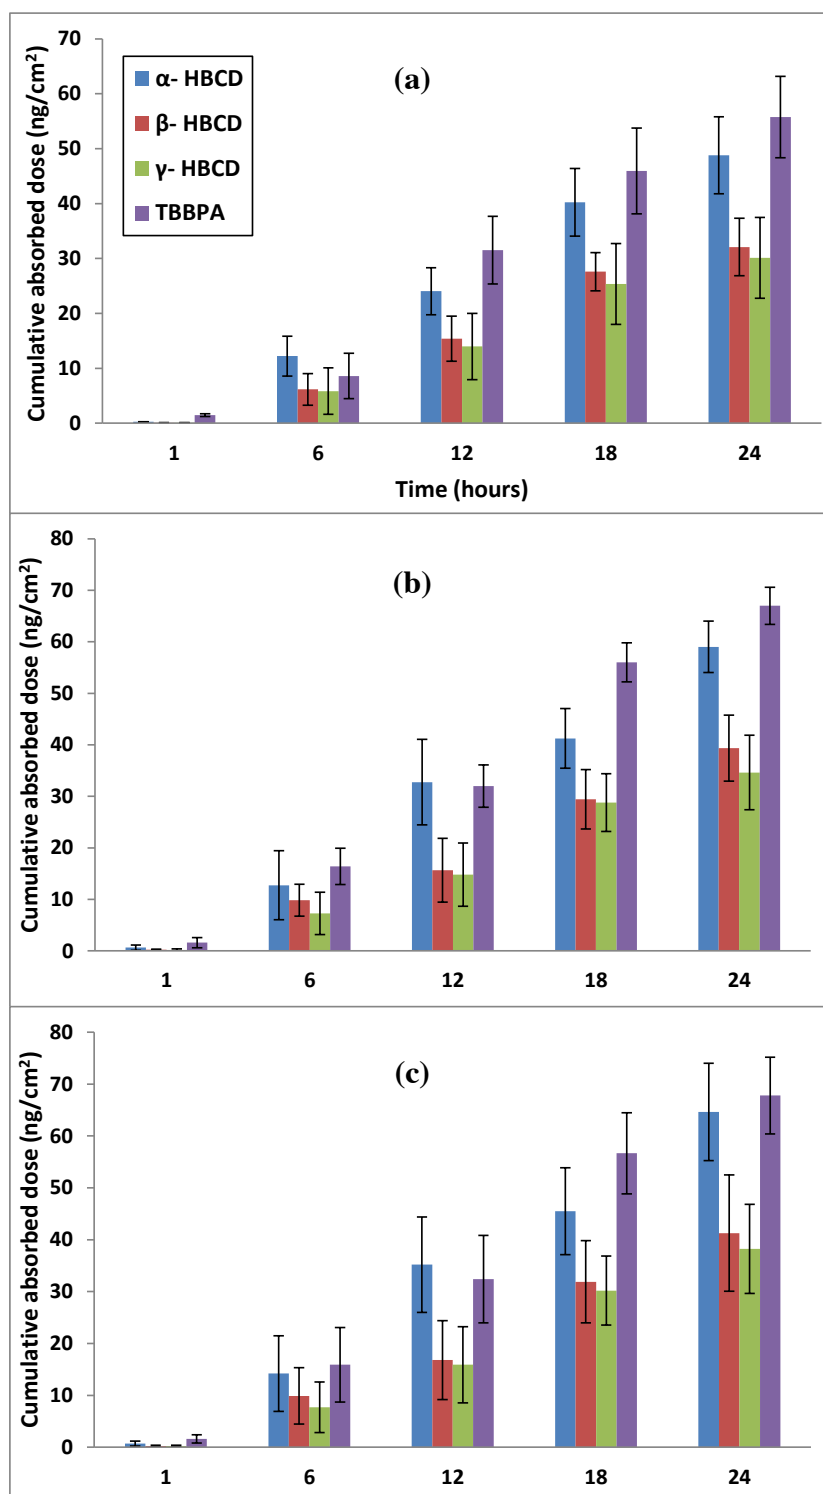 (a)
α- HBCD
β- HBCD
γ- HBCD
TBBPA
Cumulative absorbed dose (ng/cm²)
70
60
50
40
30
20
10
0
1 6 12 18 24
Time (hours)
(b)
Cumulative absorbed dose (ng/cm²)
80
70
60
50
40
30
20
10
0
1 6 12 18 24
(c)
Cumulative absorbed dose (ng/cm²)
80
70
60
50
40
30
20
10
0
1 6 12 18 24